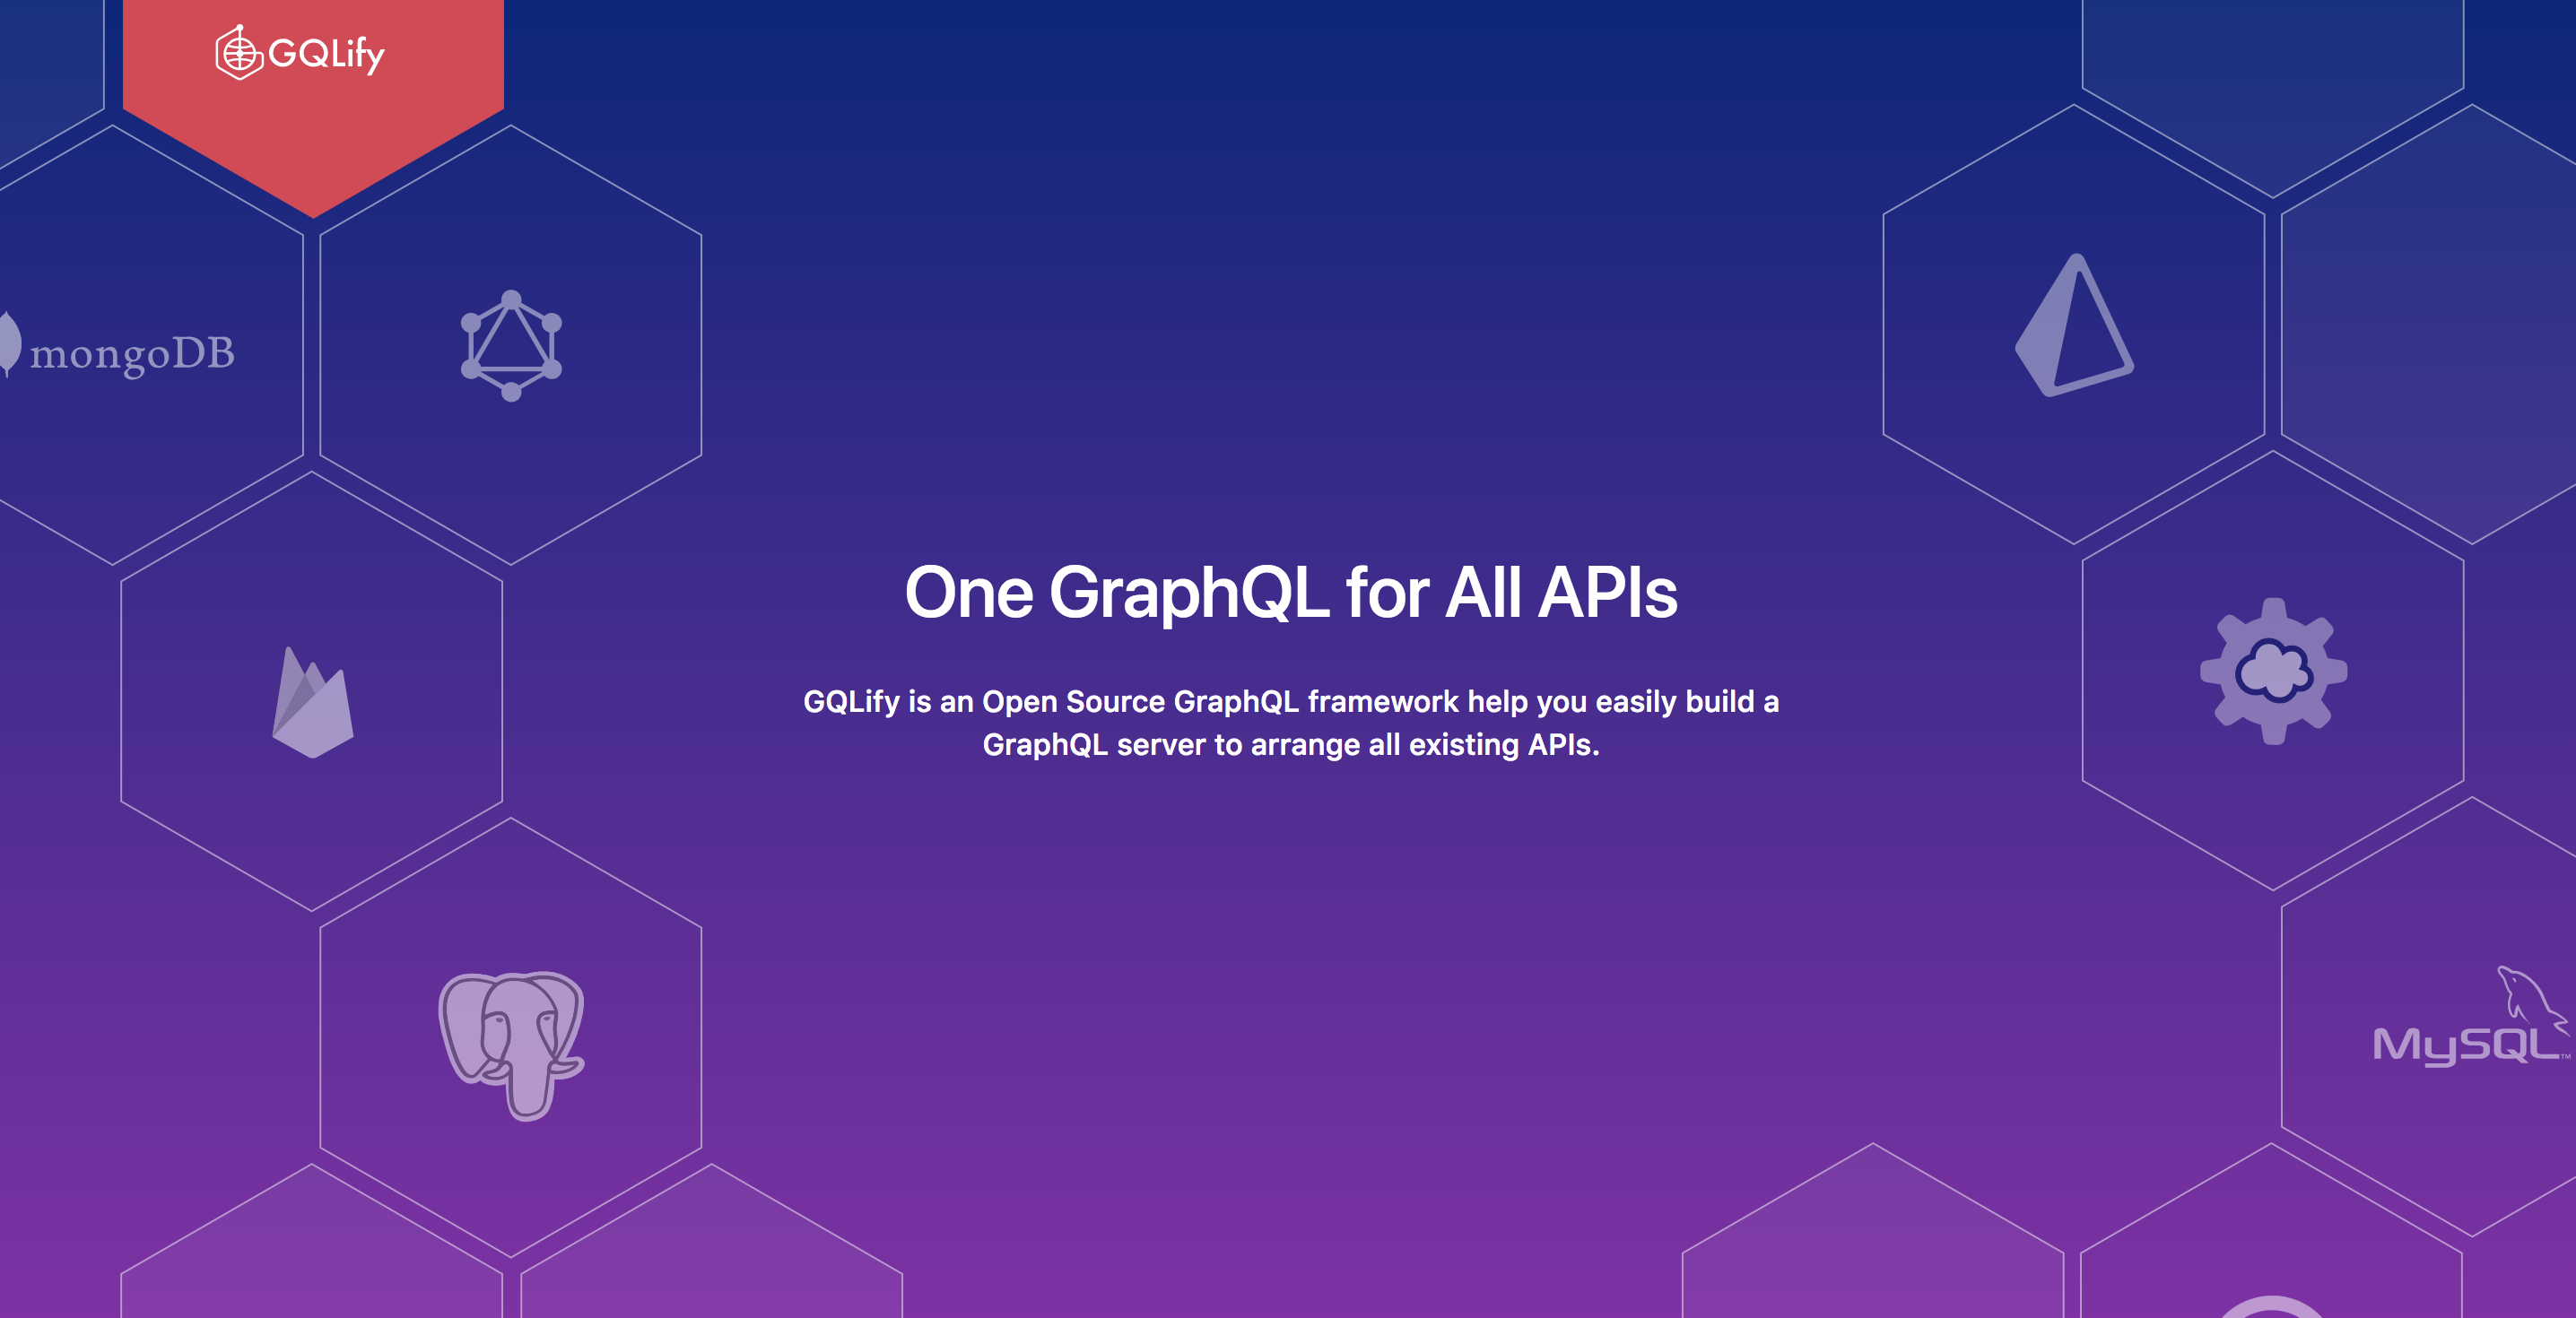 GQLify
mongoDB
One GraphQL for All APIs
GQLify is an Open Source GraphQL framework help you easily build a
GraphQL server to arrange all existing APIs.
MySQL™